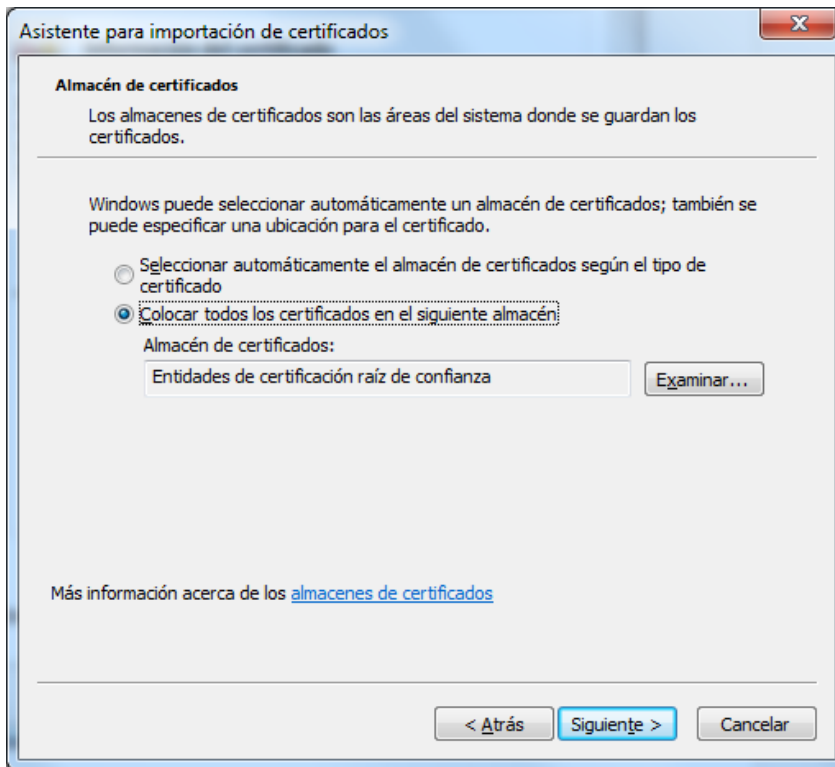 Asistente para importación de certificados
Almacén de certificados
Los almacenes de certificados son las áreas del sistema donde se guardan los
certificados.
Windows puede seleccionar automáticamente un almacén de certificados; también se
puede especificar una ubicación para el certificado.
Seleccionar automáticamente el almacén de certificados según el tipo de
certificado
Colocar todos los certificados en el siguiente almacén
Almacén de certificados:
Entidades de certificación raíz de confianza
Examinar...
Más información acerca de los almacenes de certificados
< Atrás
Siguiente >
Cancelar